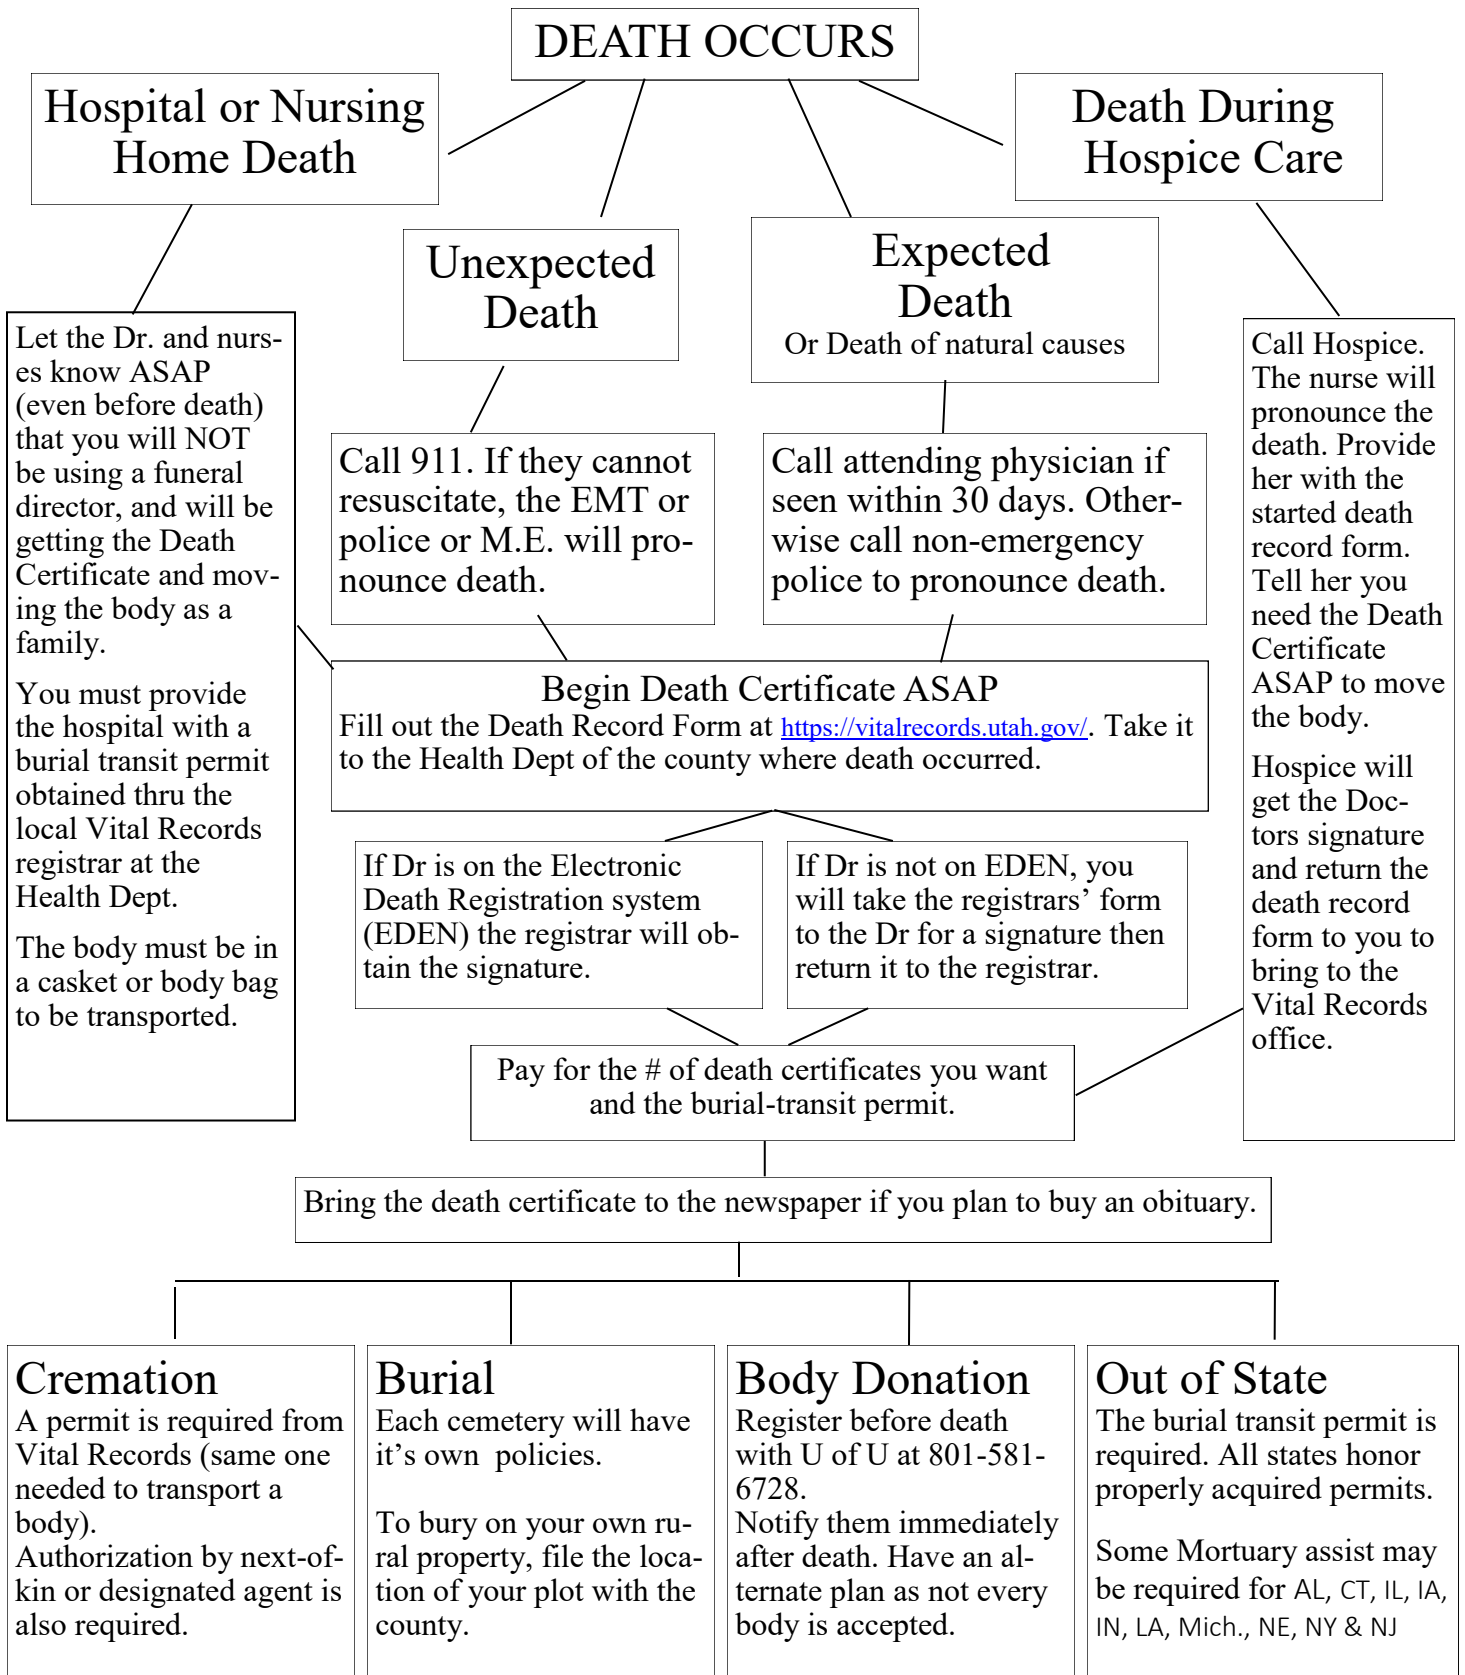 DEATH OCCURS
Hospital or Nursing
Home Death
Death During
Hospice Care
Unexpected
Death
Expected
Death
Or Death of natural causes
Let the Dr. and nurs-
es know ASAP
(even before death)
that you will NOT
be using a funeral
director, and will be
getting the Death
Certificate and mov-
ing the body as a
family.
You must provide
the hospital with a
burial transit permit
obtained thru the
local Vital Records
registrar at the
Health Dept.
The body must be in
a casket or body bag
to be transported.
Call 911. If they cannot
resuscitate, the EMT or
police or M.E. will pro-
nounce death.
Call attending physician if
seen within 30 days. Other-
wise call non-emergency
police to pronounce death.
Call Hospice.
The nurse will
pronounce the
death. Provide
her with the
started death
record form.
Tell her you
need the Death
Certificate
ASAP to move
the body.
Hospice will
get the Doc-
tors signature
and return the
death record
form to you to
bring to the
Vital Records
office.
Begin Death Certificate ASAP
Fill out the Death Record Form at https://vitalrecords.utah.gov/. Take it
to the Health Dept of the county where death occurred.
If Dr is on the Electronic
Death Registration system
(EDEN) the registrar will ob-
tain the signature.
If Dr is not on EDEN, you
will take the registrars’ form
to the Dr for a signature then
return it to the registrar.
Pay for the # of death certificates you want
and the burial-transit permit.
Bring the death certificate to the newspaper if you plan to buy an obituary.
Cremation
A permit is required from
Vital Records (same one
needed to transport a
body).
Authorization by next-of-
kin or designated agent is
also required.
Burial
Each cemetery will have
it’s own  policies.
To bury on your own ru-
ral property, file the loca-
tion of your plot with the
county.
Body Donation
Register before death
with U of U at 801-581-
6728.
Notify them immediately
after death. Have an al-
ternate plan as not every
body is accepted.
Out of State
The burial transit permit is
required. All states honor
properly acquired permits.
Some Mortuary assist may
be required for AL, CT, IL, IA,
IN, LA, Mich., NE, NY & NJ